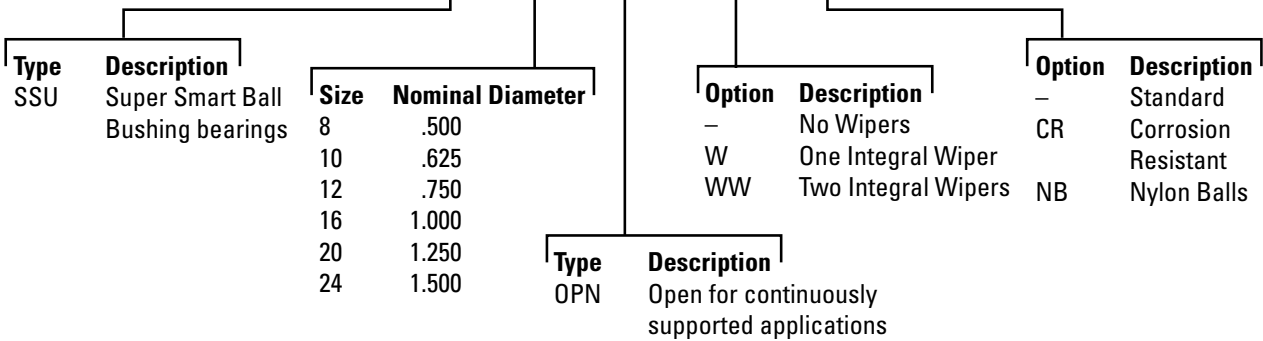 Type Description
SSU Super Smart Ball
Bushing bearings
Size Nominal Diameter
8 .500
10 .625
12 .750
16 1.000
20 1.250
24 1.500
Type Description
OPN Open for continuously
supported applications
Option Description
– No Wipers
W One Integral Wiper
WW Two Integral Wipers
Option Description
– Standard
CR Corrosion
Resistant
NB Nylon Balls